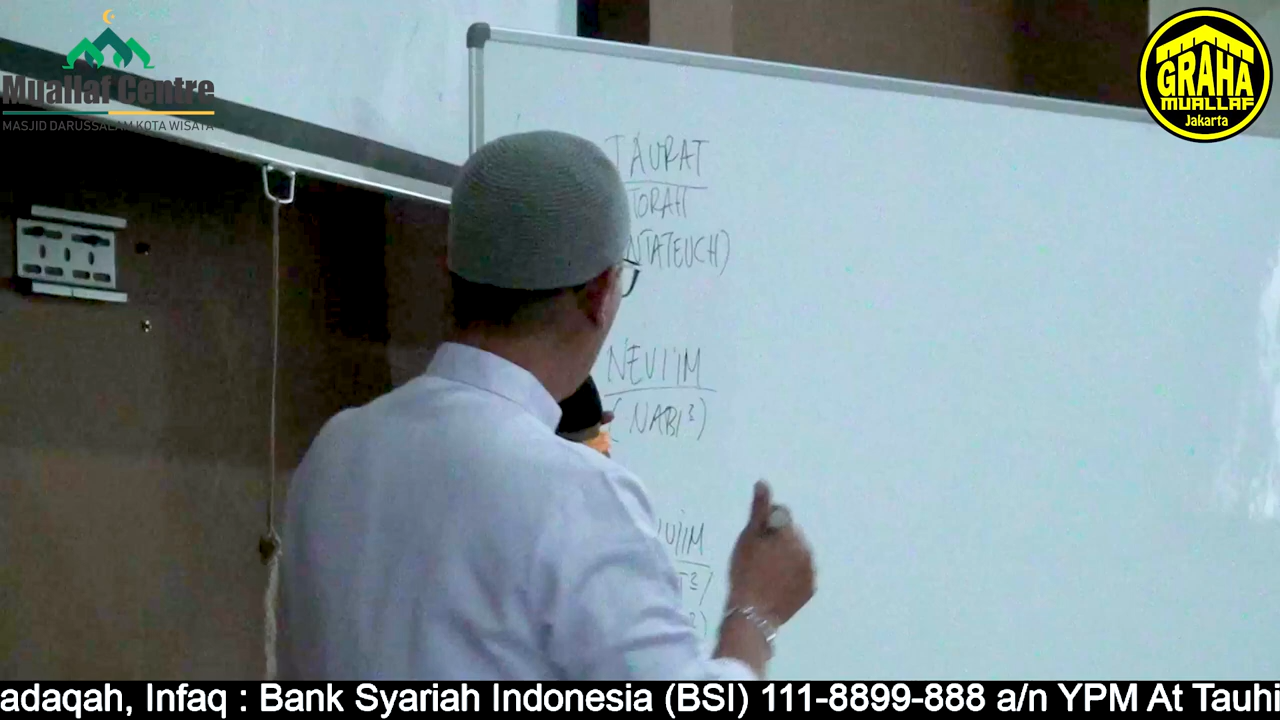 Muallaf Centre
MASJID DARUSSALAM KOTA WISATA
GRAHA
MUALLAF
Jakarta
TAURAT
TORAH
NTATEUCH)
NEVI'IM
(NABI²)
adaqah, Infaq : Bank Syariah Indonesia (BSI) 111-8899-888 a/n YPM At Tauhi